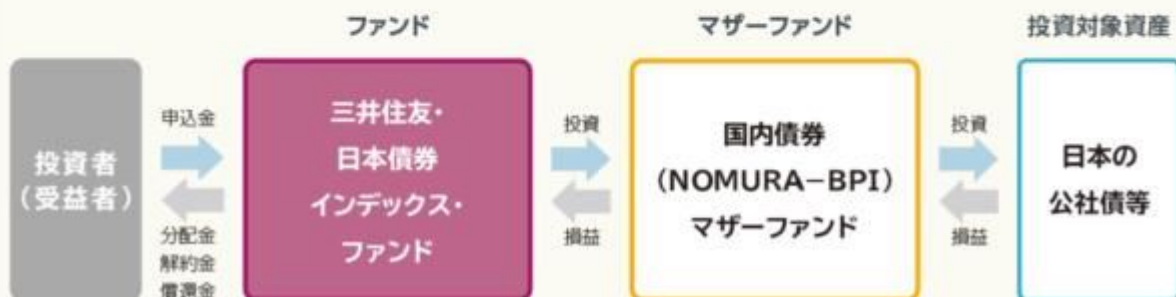 ファンド
マザーファンド
投資対象資産
投資者
（受益者）
申込金
分配金
解約金
償還金
三井住友・
日本債券
インデックス・
ファンド
投資
損益
国内債券
（NOMURA−BPI）
マザーファンド
投資
損益
日本の
公社債等